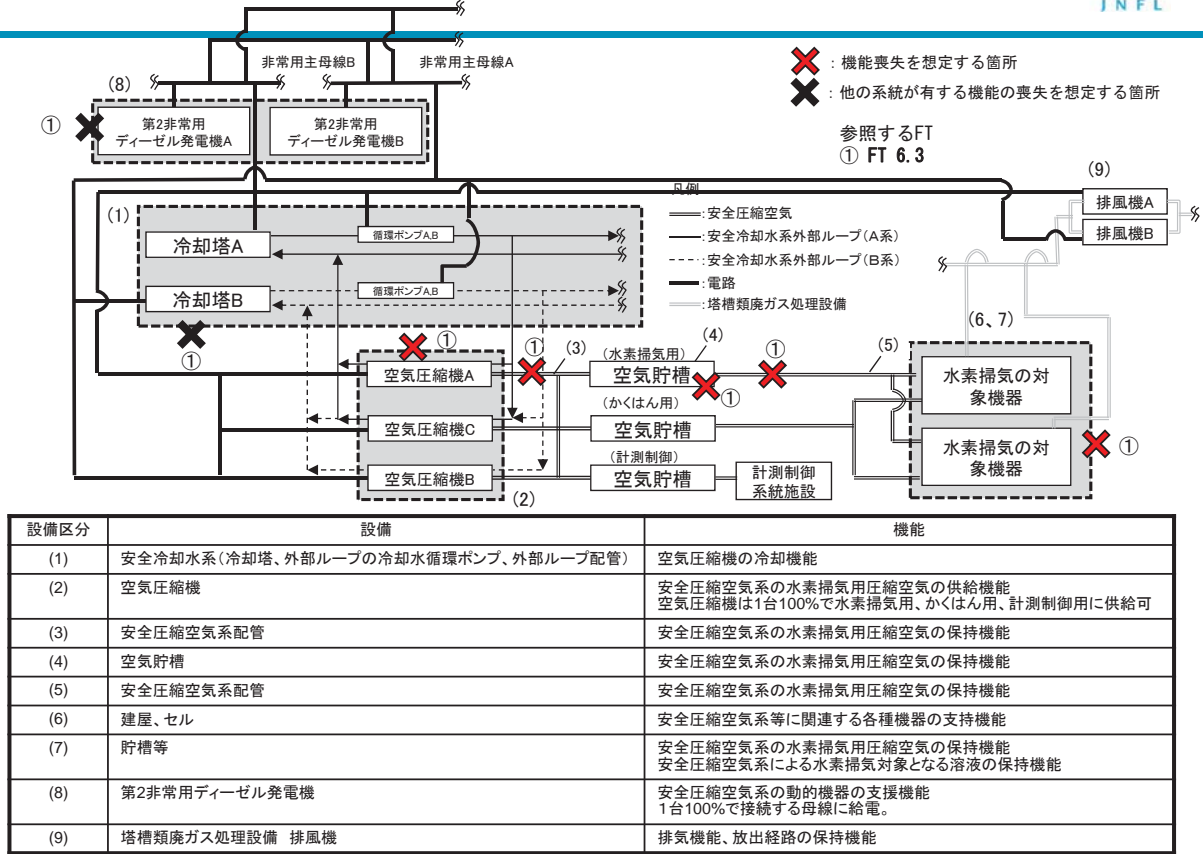 JNFL
非常用主母線B
非常用主母線A
(8)
①
第2非常用
ディーゼル発電機A
第2非常用
ディーゼル発電機B
：機能喪失を想定する箇所
：他の系統が有する機能の喪失を想定する箇所
参照するFT
① FT 6.3
(9)
排風機A
排風機B
凡例
：安全圧縮空気
：安全冷却水系外部ループ（A系）
：安全冷却水系外部ループ（B系）
：電路
：塔槽類廃ガス処理設備
(1)
冷却塔A
循環ポンプA,B
冷却塔B
循環ポンプA,B
①
①
空気圧縮機A
空気圧縮機C
空気圧縮機B
(2)
①
(3)
(水素掃気用)
空気貯槽
(4)
①
①
(5)
(かくはん用)
空気貯槽
(計測制御)
空気貯槽
計測制御
系統施設
(6、7)
水素掃気の対
象機器
水素掃気の対
象機器
①
設備区分 設備 機能
(1) 安全冷却水系（冷却塔、外部ループの冷却水循環ポンプ、外部ループ配管） 空気圧縮機の冷却機能
(2) 空気圧縮機 安全圧縮空気系の水素掃気用圧縮空気の供給機能
空気圧縮機は1台100%で水素掃気用、かくはん用、計測制御用に供給可
(3) 安全圧縮空気系配管 安全圧縮空気系の水素掃気用圧縮空気の保持機能
(4) 空気貯槽 安全圧縮空気系の水素掃気用圧縮空気の保持機能
(5) 安全圧縮空気系配管 安全圧縮空気系の水素掃気用圧縮空気の保持機能
(6) 建屋、セル 安全圧縮空気系等に関連する各種機器の支持機能
(7) 貯槽等 安全圧縮空気系の水素掃気用圧縮空気の保持機能
安全圧縮空気系による水素掃気対象となる溶液の保持機能
(8) 第2非常用ディーゼル発電機 安全圧縮空気系の動的機器の支援機能
1台100%で接続する母線に給電。
(9) 塔槽類廃ガス処理設備 排風機 排気機能、放出経路の保持機能